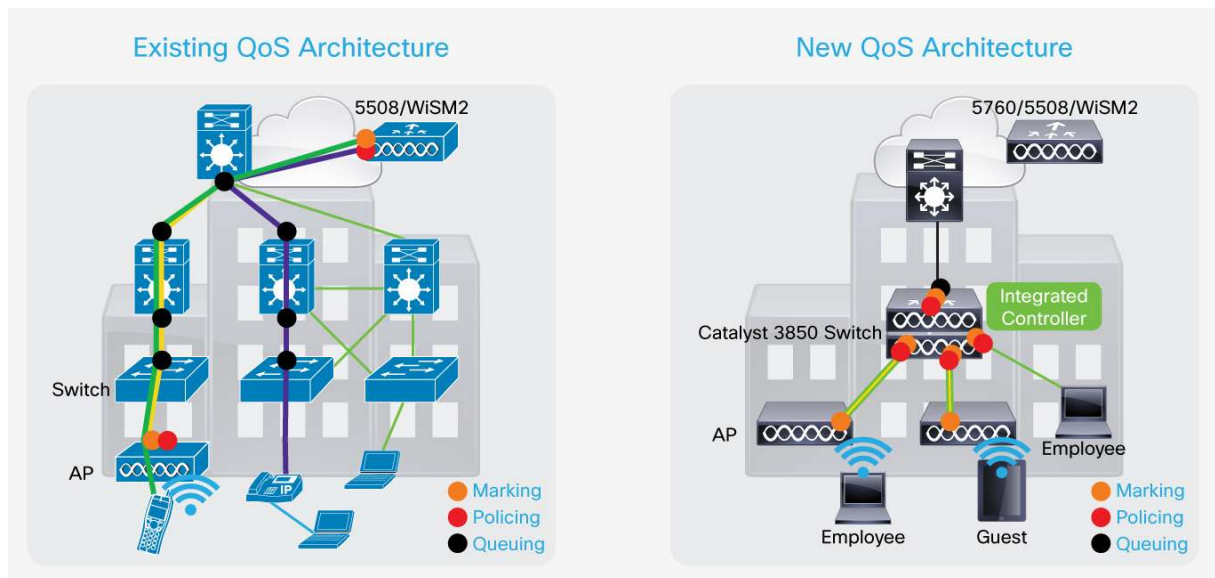 Existing QoS Architecture
5508/WiSM2
Switch
AP
IP
Marking
Policing
Queuing
New QoS Architecture
5760/5508/WiSM2
Integrated
Controller
Catalyst 3850 Switch
AP
Employee
Employee
Guest
Marking
Policing
Queuing